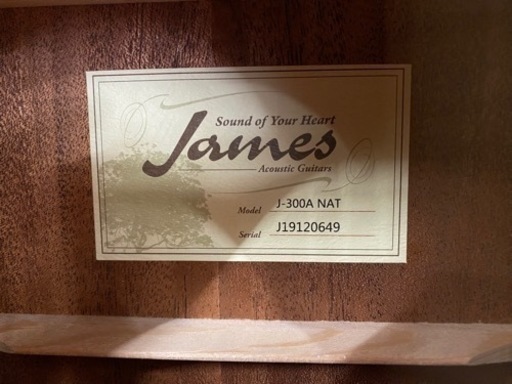 Sound of Your Heart
James
Acoustic Guitars
Model J-300A NAT
Serial J19120649